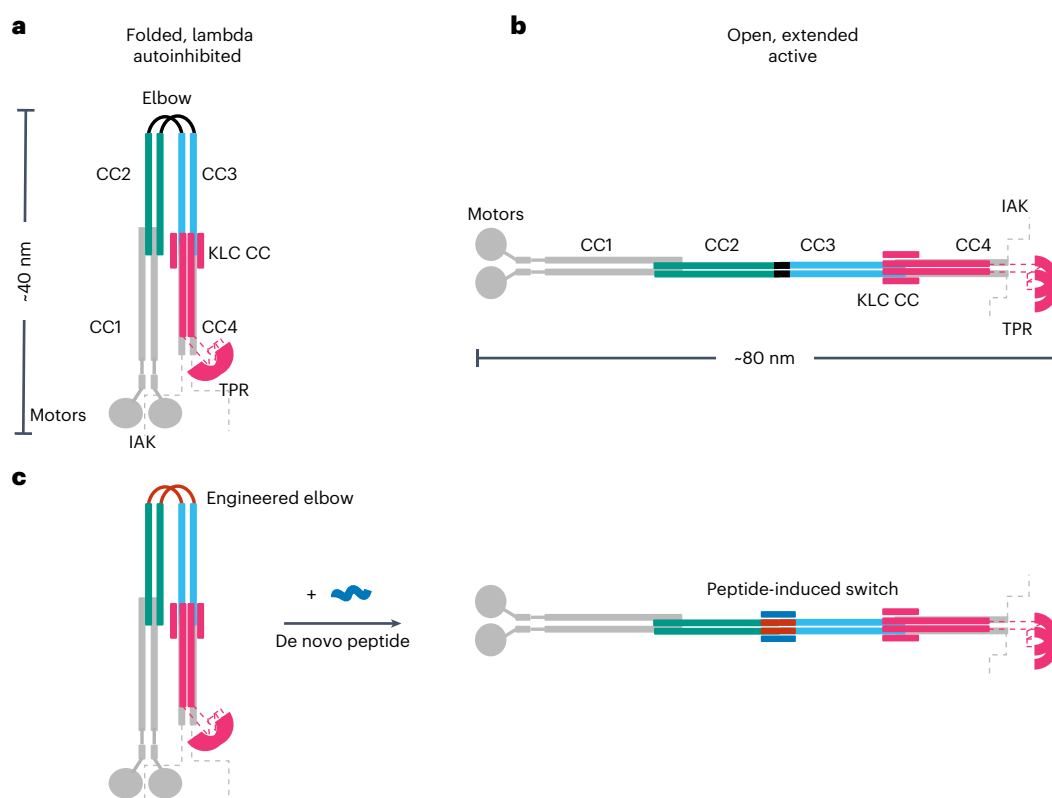 a
Folded, lambda
autoinhibited
Elbow
CC2
CC3
~40 nm
KLC CC
CC1
CC4
TPR
Motors
IAK
b
Open, extended
active
Motors
IAK
CC1
CC2
CC3
CC4
KLC CC
TPR
~80 nm
c
Engineered elbow
+
De novo peptide
Peptide-induced switch